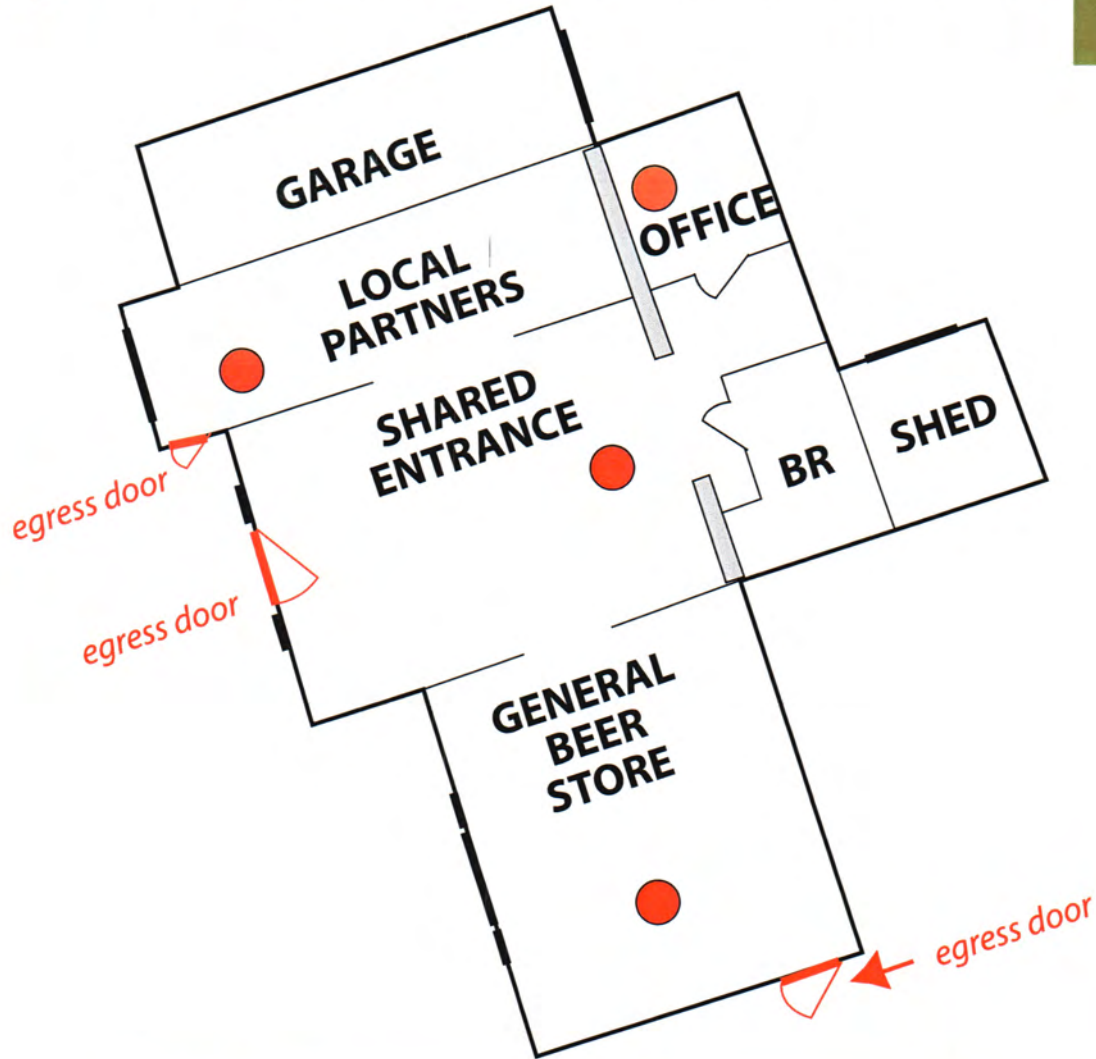 GARAGE
OFFICE
LOCAL
PARTNERS
SHARED
ENTRANCE
SHED
BR
egress door
egress door
GENERAL
BEER
STORE
egress door